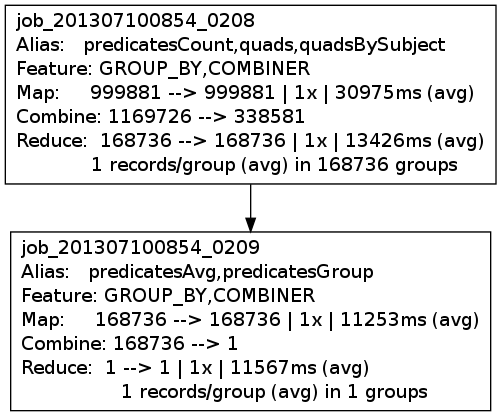 job_201307100854_0208
Alias: predicatesCount,quads,quadsBySubject
Feature: GROUP_BY,COMBINER
Map: 999881 --> 999881 | 1x | 30975ms (avg)
Combine: 1169726 --> 338581
Reduce: 168736 --> 168736 | 1x | 13426ms (avg)
1 records/group (avg) in 168736 groups
job_201307100854_0209
Alias: predicatesAvg,predicatesGroup
Feature: GROUP_BY,COMBINER
Map: 168736 --> 168736 | 1x | 11253ms (avg)
Combine: 168736 --> 1
Reduce: 1 --> 1 | 1x | 11567ms (avg)
1 records/group (avg) in 1 groups